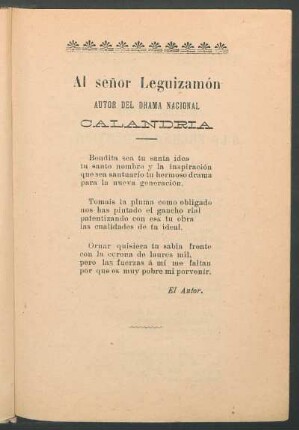 Al señor Leguizamón
AUTOR DEL DRAMA NACIONAL
CALANDRIA
Bendita sea tu santa idea
tu santo nombre y la inspiración
que sea santuario tu hermoso drama
para la nueva generación.
Tomais la pluma como obligado
nos has pintado el gaucho rial
patentizando con esa tu obra
las cualidades de tu ideal.
Ornar quisiera tu sabia frente
con la corona de loures mil,
pero las fuerzas á mi me faltan
por que es muy pobre mi porvenir.
El Autor.